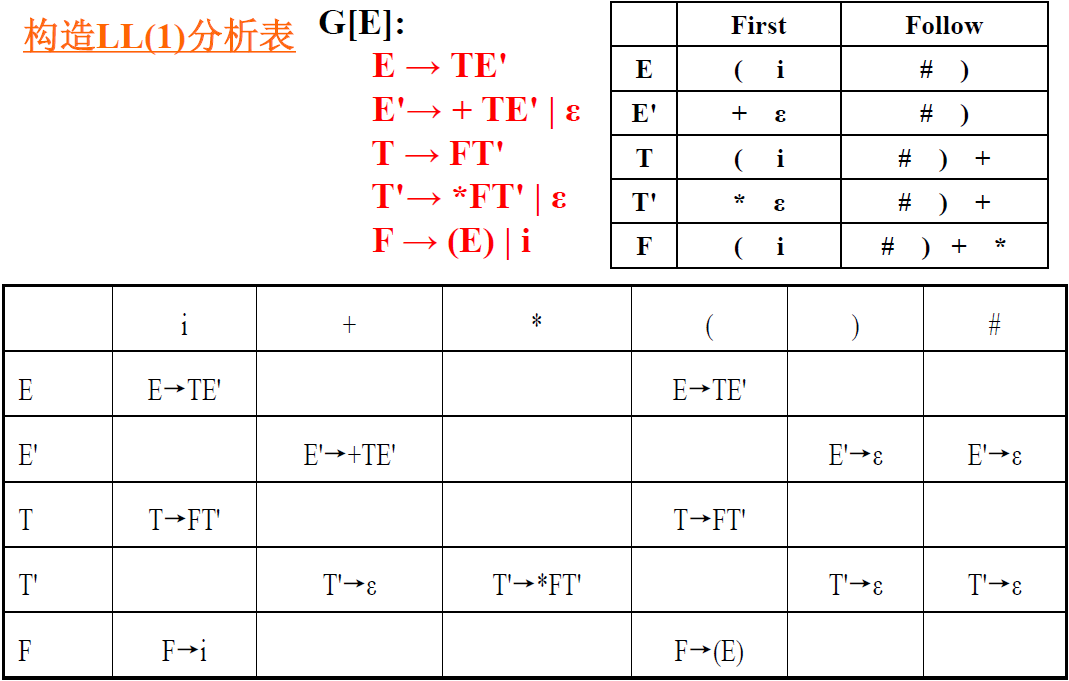 构造LL(1)分析表
G[E]:
E → TE'
E'→ + TE' | ε
T → FT'
T'→ *FT' | ε
F → (E) | i
First Follow
E ( i # )
E' + ε # )
T ( i # ) +
T' * ε # ) +
F ( i # ) + *
i + * ( ) #
E E→TE' E→TE'
E' E'→+TE' E'→ε E'→ε
T T→FT' T→FT'
T' T'→ε T'→*FT' T'→ε T'→ε
F F→i F→(E)